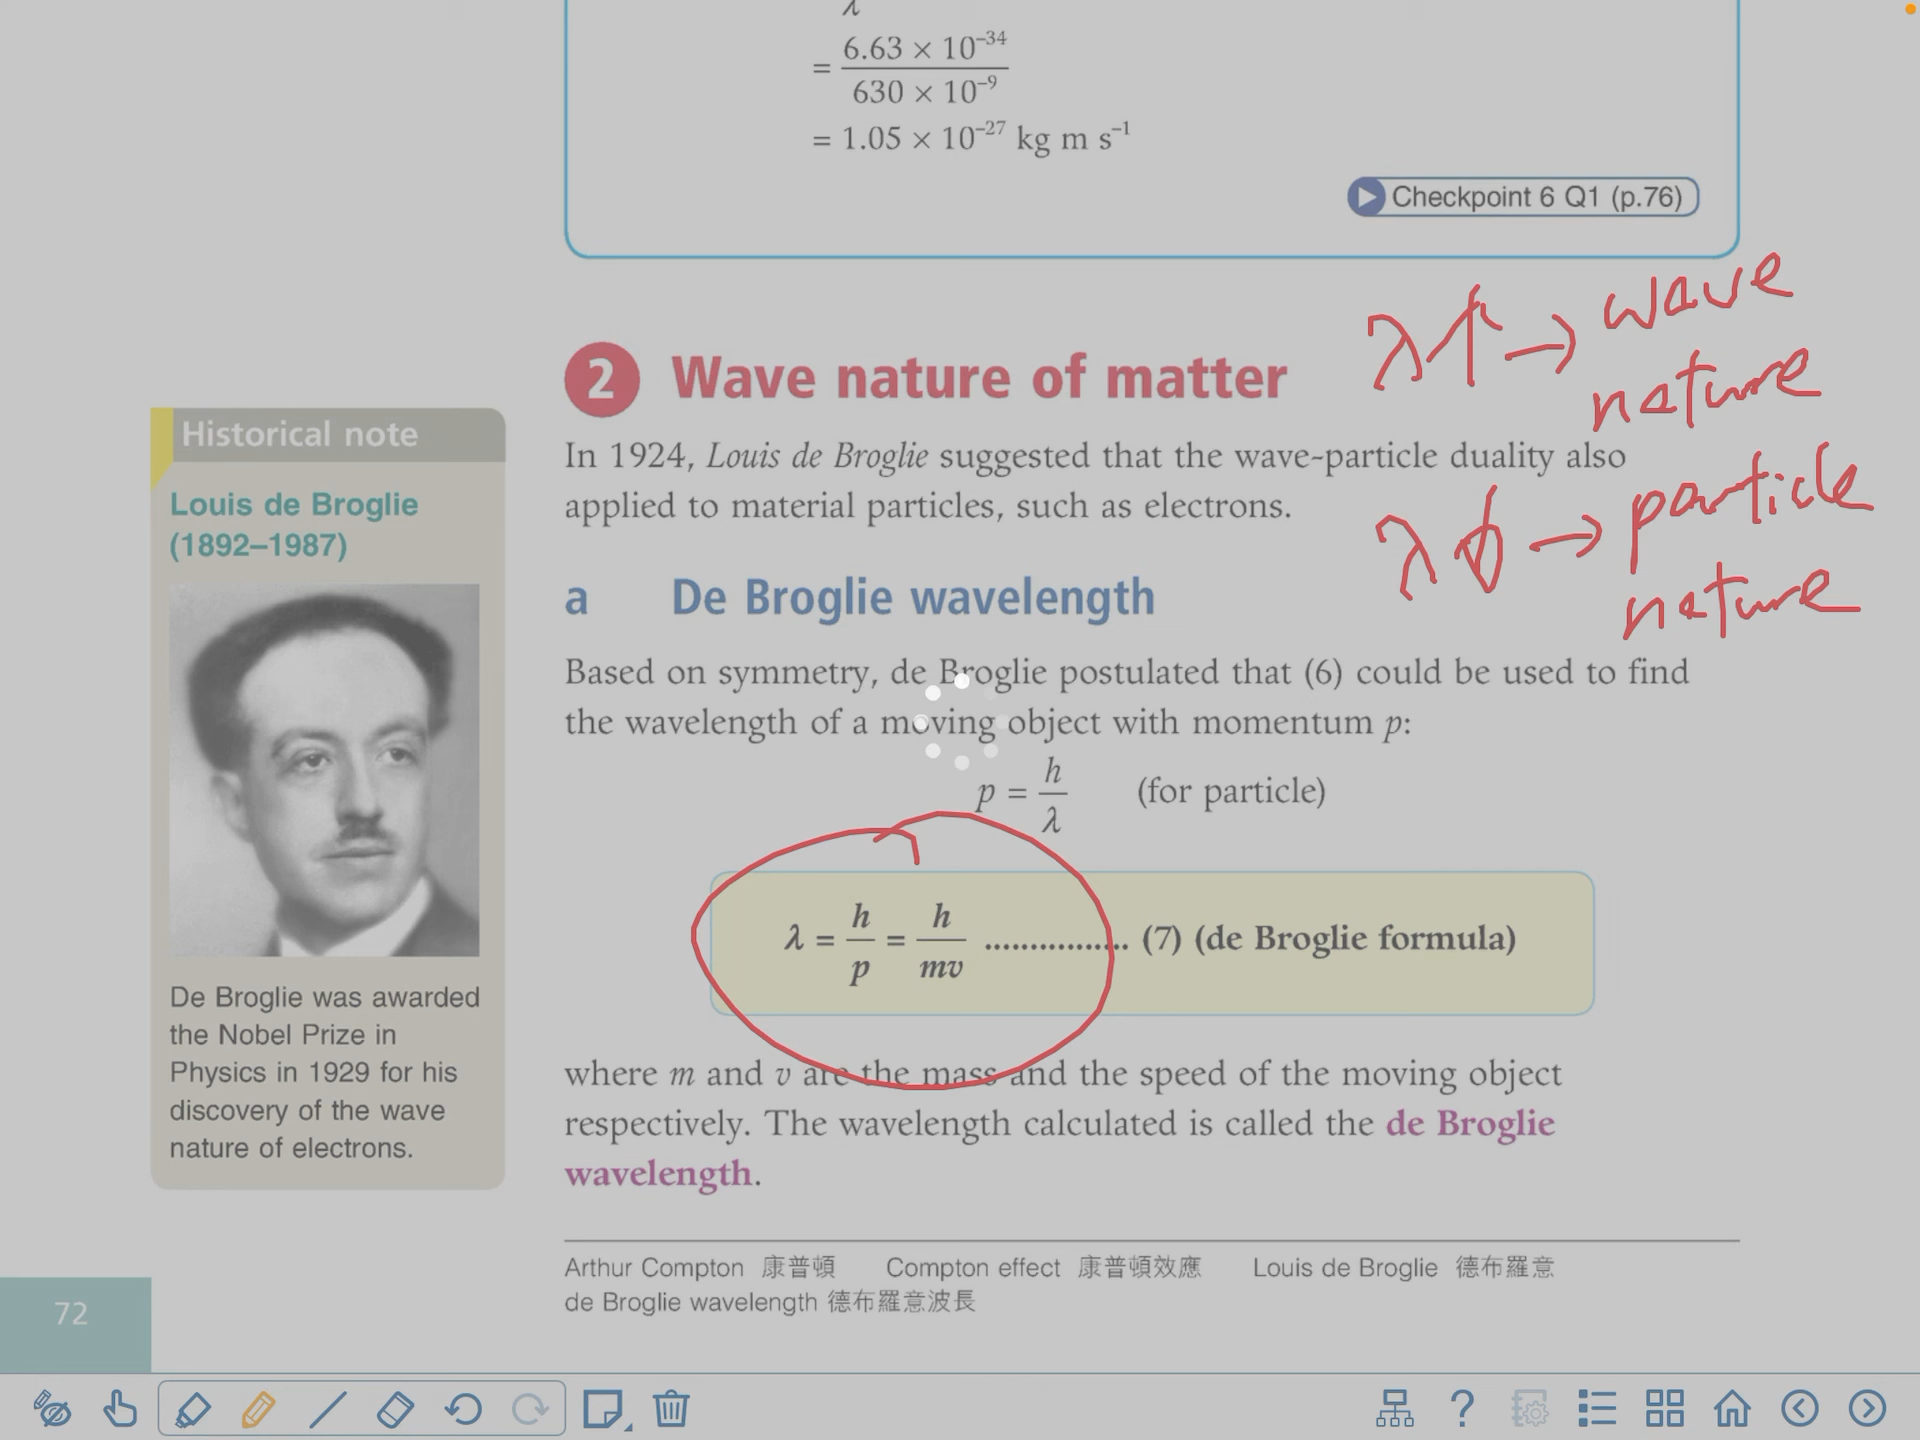 λ
= 6.63 × 10⁻³⁴ / 630 × 10⁻⁹
= 1.05 × 10⁻²⁷ kg m s⁻¹
Checkpoint 6 Q1 (p.76)
λ↑ → wave
nature
λ↓ → particle
nature
2 Wave nature of matter
In 1924, Louis de Broglie suggested that the wave-particle duality also
applied to material particles, such as electrons.
a De Broglie wavelength
Based on symmetry, de Broglie postulated that (6) could be used to find
the wavelength of a moving object with momentum p:
p = h/λ (for particle)
λ = h/p = h/mv ................ (7) (de Broglie formula)
where m and v are the mass and the speed of the moving object
respectively. The wavelength calculated is called the de Broglie
wavelength.
Historical note
Louis de Broglie
(1892–1987)
De Broglie was awarded
the Nobel Prize in
Physics in 1929 for his
discovery of the wave
nature of electrons.
Arthur Compton 康普頓 Compton effect 康普頓效應 Louis de Broglie 德布羅意
de Broglie wavelength 德布羅意波長
72
?